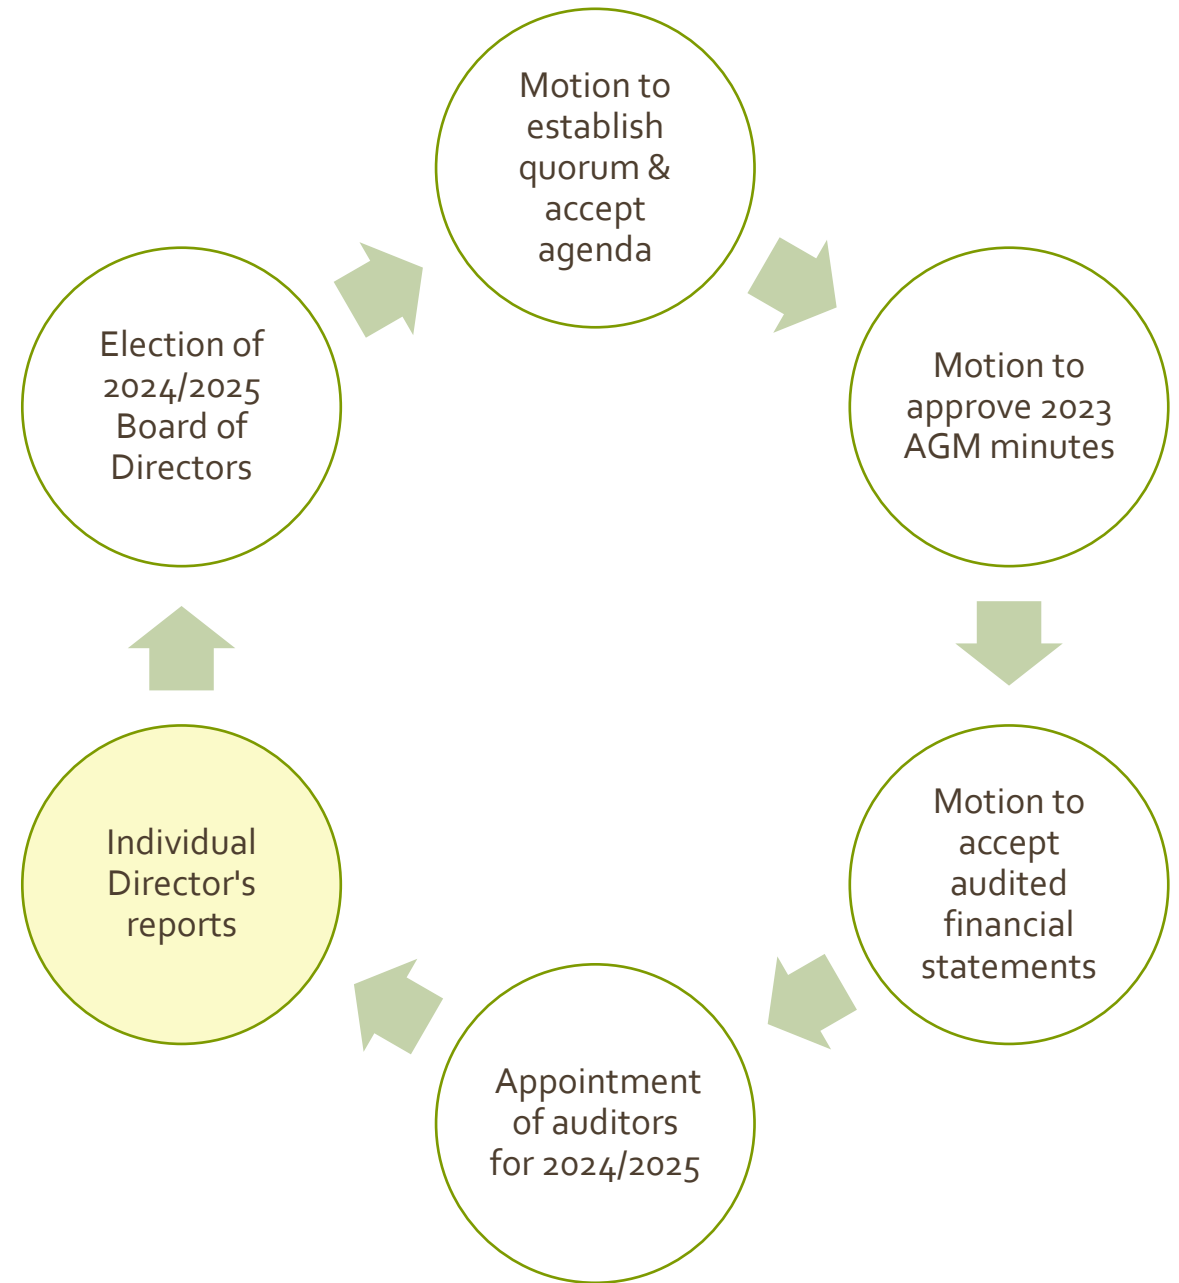 Motion to
establish
quorum &
accept
agenda
Motion to
approve 2023
AGM minutes
Motion to
accept
audited
financial
statements
Appointment
of auditors
for 2024/2025
Individual
Director's
reports
Election of
2024/2025
Board of
Directors